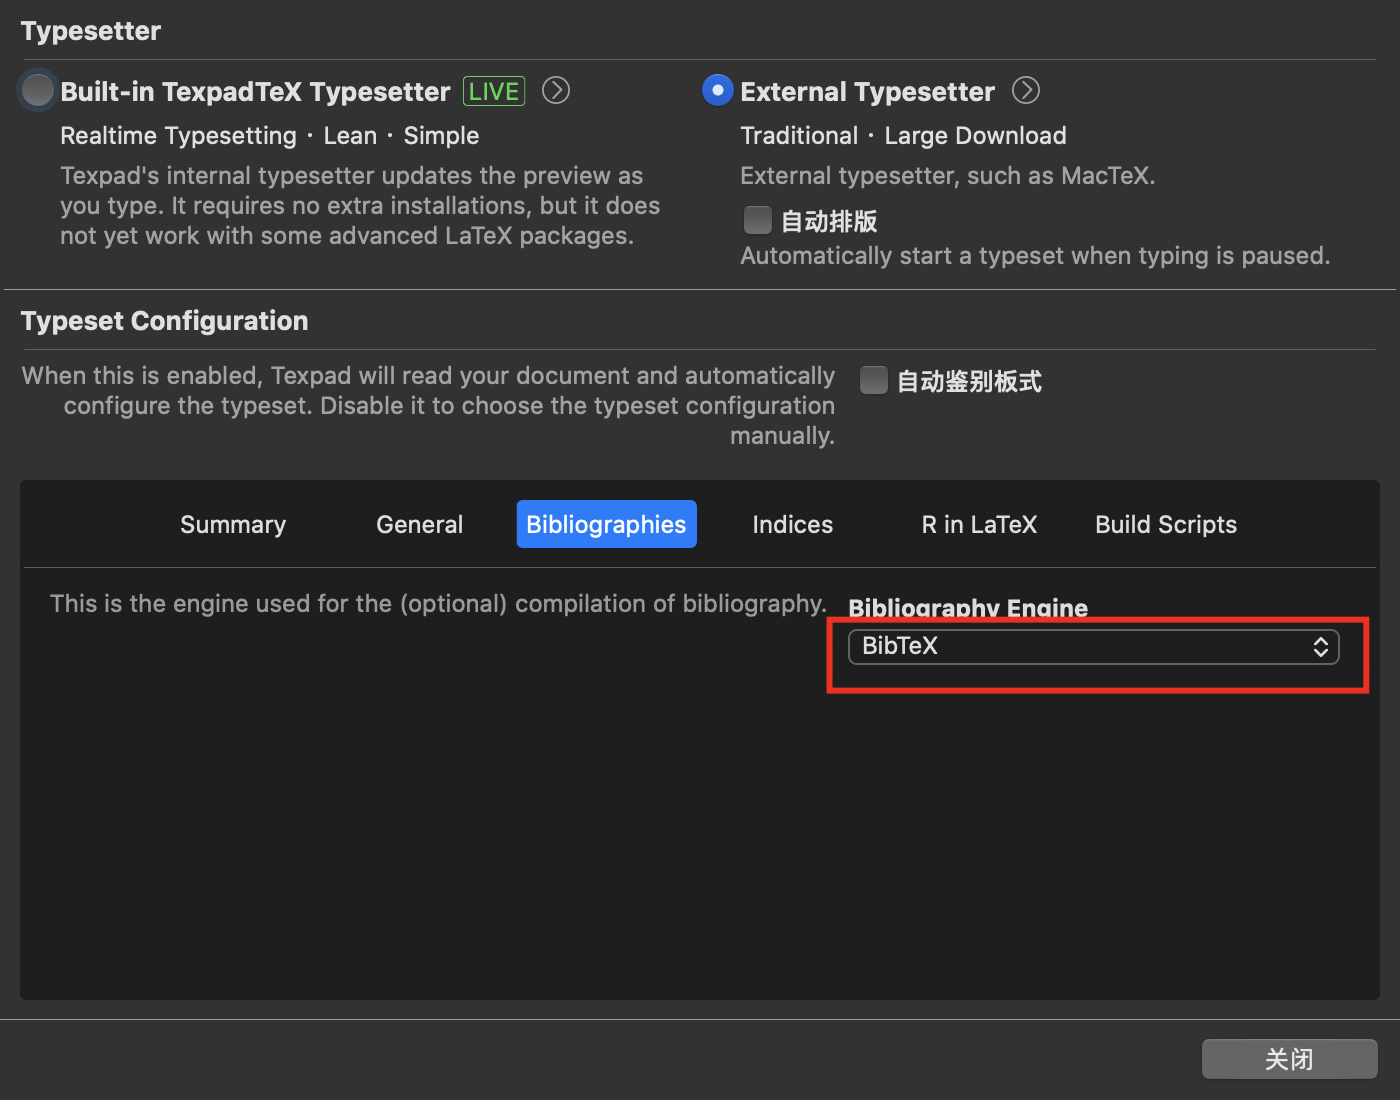 Typesetter
Built-in TexpadTeX Typesetter LIVE
Realtime Typesetting · Lean · Simple
Texpad's internal typesetter updates the preview as
you type. It requires no extra installations, but it does
not yet work with some advanced LaTeX packages.
External Typesetter
Traditional · Large Download
External typesetter, such as MacTeX.
自动排版
Automatically start a typeset when typing is paused.
Typeset Configuration
When this is enabled, Texpad will read your document and automatically
configure the typeset. Disable it to choose the typeset configuration
manually.
自动鉴别板式
Summary General Bibliographies Indices R in LaTeX Build Scripts
This is the engine used for the (optional) compilation of bibliography.
Bibliography Engine
BibTeX
关闭